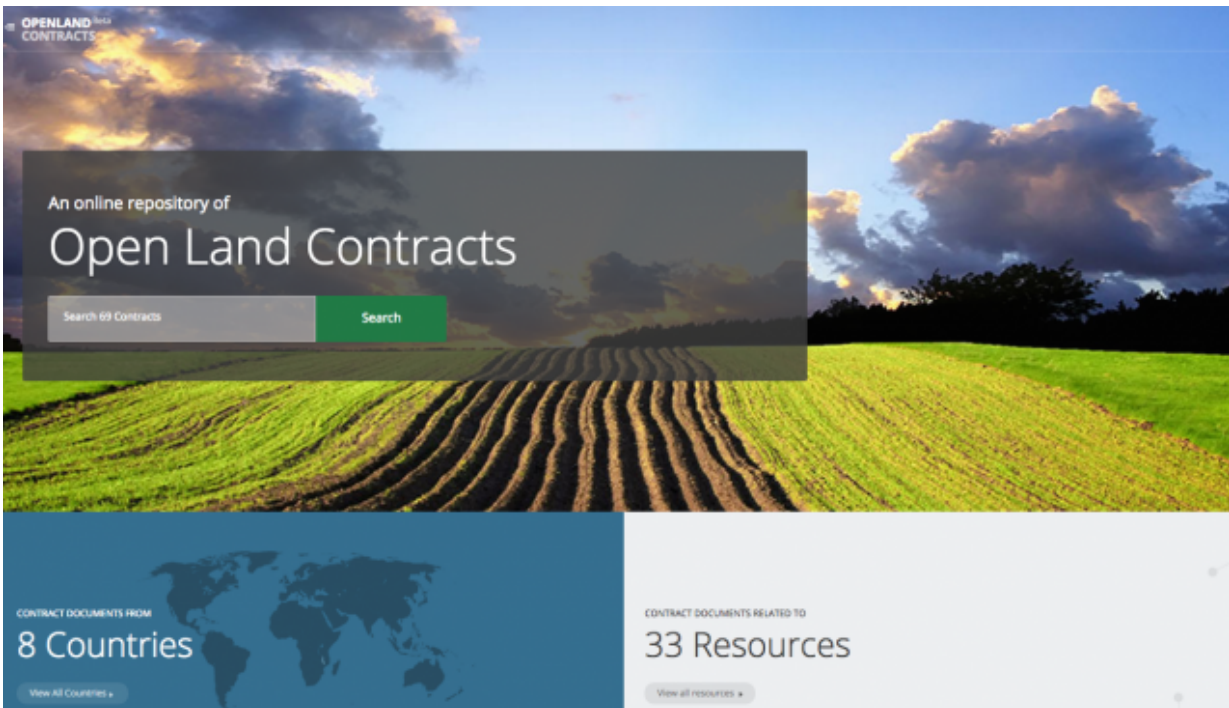 OPENLAND Beta
CONTRACTS
An online repository of
Open Land Contracts
Search 69 Contracts
Search
CONTRACT DOCUMENTS FROM
8 Countries
View All Countries
CONTRACT DOCUMENTS RELATED TO
33 Resources
View all resources